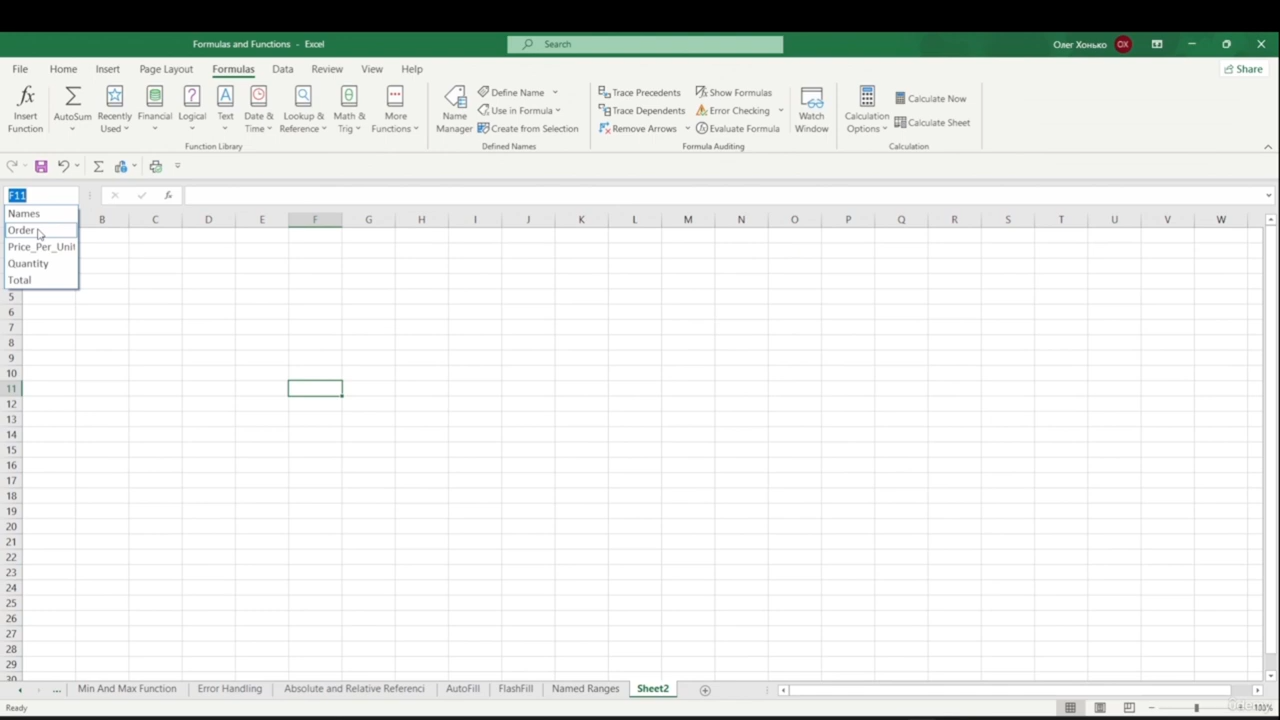 Formulas and Functions - Excel
Search
Олег Хонько
ОХ
File Home Insert Page Layout Formulas Data Review View Help
Share
Insert Function
AutoSum
Recently Used
Financial
Logical
Text
Date & Time
Lookup & Reference
Math & Trig
More Functions
Function Library
Name Manager
Define Name
Use in Formula
Create from Selection
Defined Names
Trace Precedents
Trace Dependents
Remove Arrows
Show Formulas
Error Checking
Evaluate Formula
Formula Auditing
Watch Window
Calculation Options
Calculate Now
Calculate Sheet
Calculation
F11
fx
Names
Order
Price_Per_Unit
Quantity
Total
B C D E F G H I J K L M N O P Q R S T U V W
5
6
7
8
9
10
11
12
13
14
15
16
17
18
19
20
21
22
23
24
25
26
27
28
29
30
... Min And Max Function Error Handling Absolute and Relative Referenci AutoFill FlashFill Named Ranges Sheet2
Ready